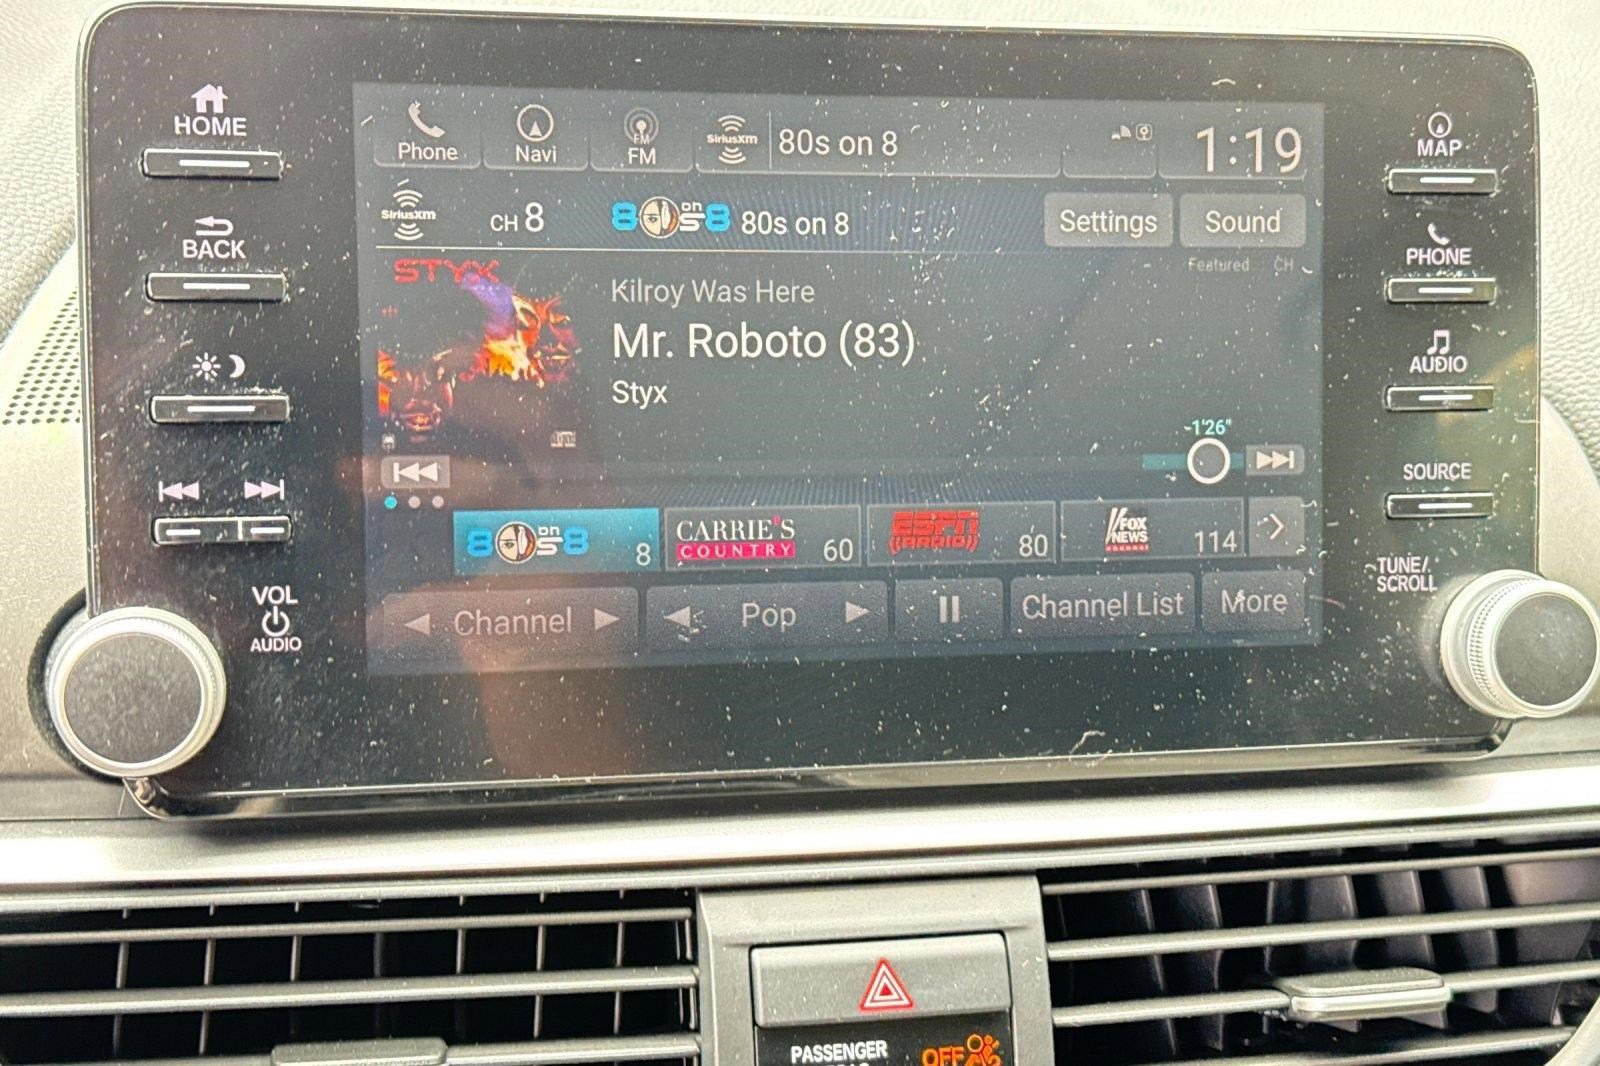 HOME
BACK
VOL
AUDIO
Phone
Navi
FM
FM
SiriusXM
80s on 8
1:19
SiriusXM
CH 8
80s on 8
80s on 8
Settings
Sound
Featured CH
STYX
Kilroy Was Here
Mr. Roboto (83)
Styx
-1'26"
80s on 8
8
CARRIE'S
COUNTRY
60
ESPN
RADIO
80
FOX
NEWS
channel
114
Channel
Pop
Channel List
More
MAP
PHONE
AUDIO
SOURCE
TUNE/
SCROLL
PASSENGER
OFF